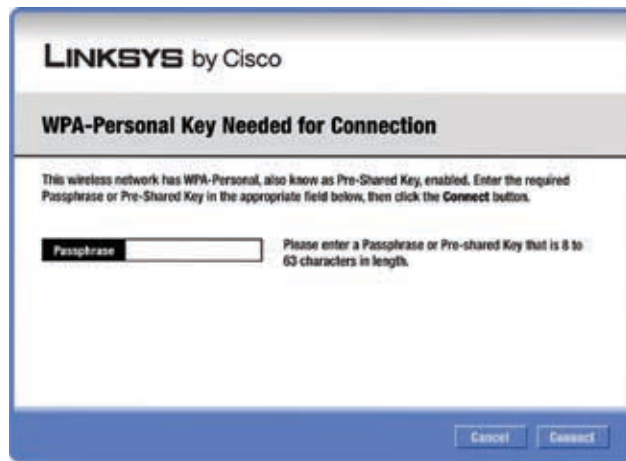 LINKSYS by Cisco
WPA-Personal Key Needed for Connection
This wireless network has WPA-Personal, also know as Pre-Shared Key, enabled. Enter the required
Passphrase or Pre-Shared Key in the appropriate field below, then click the Connect button.
Passphrase
Please enter a Passphrase or Pre-shared Key that is 8 to
63 characters in length.
Cancel Connect